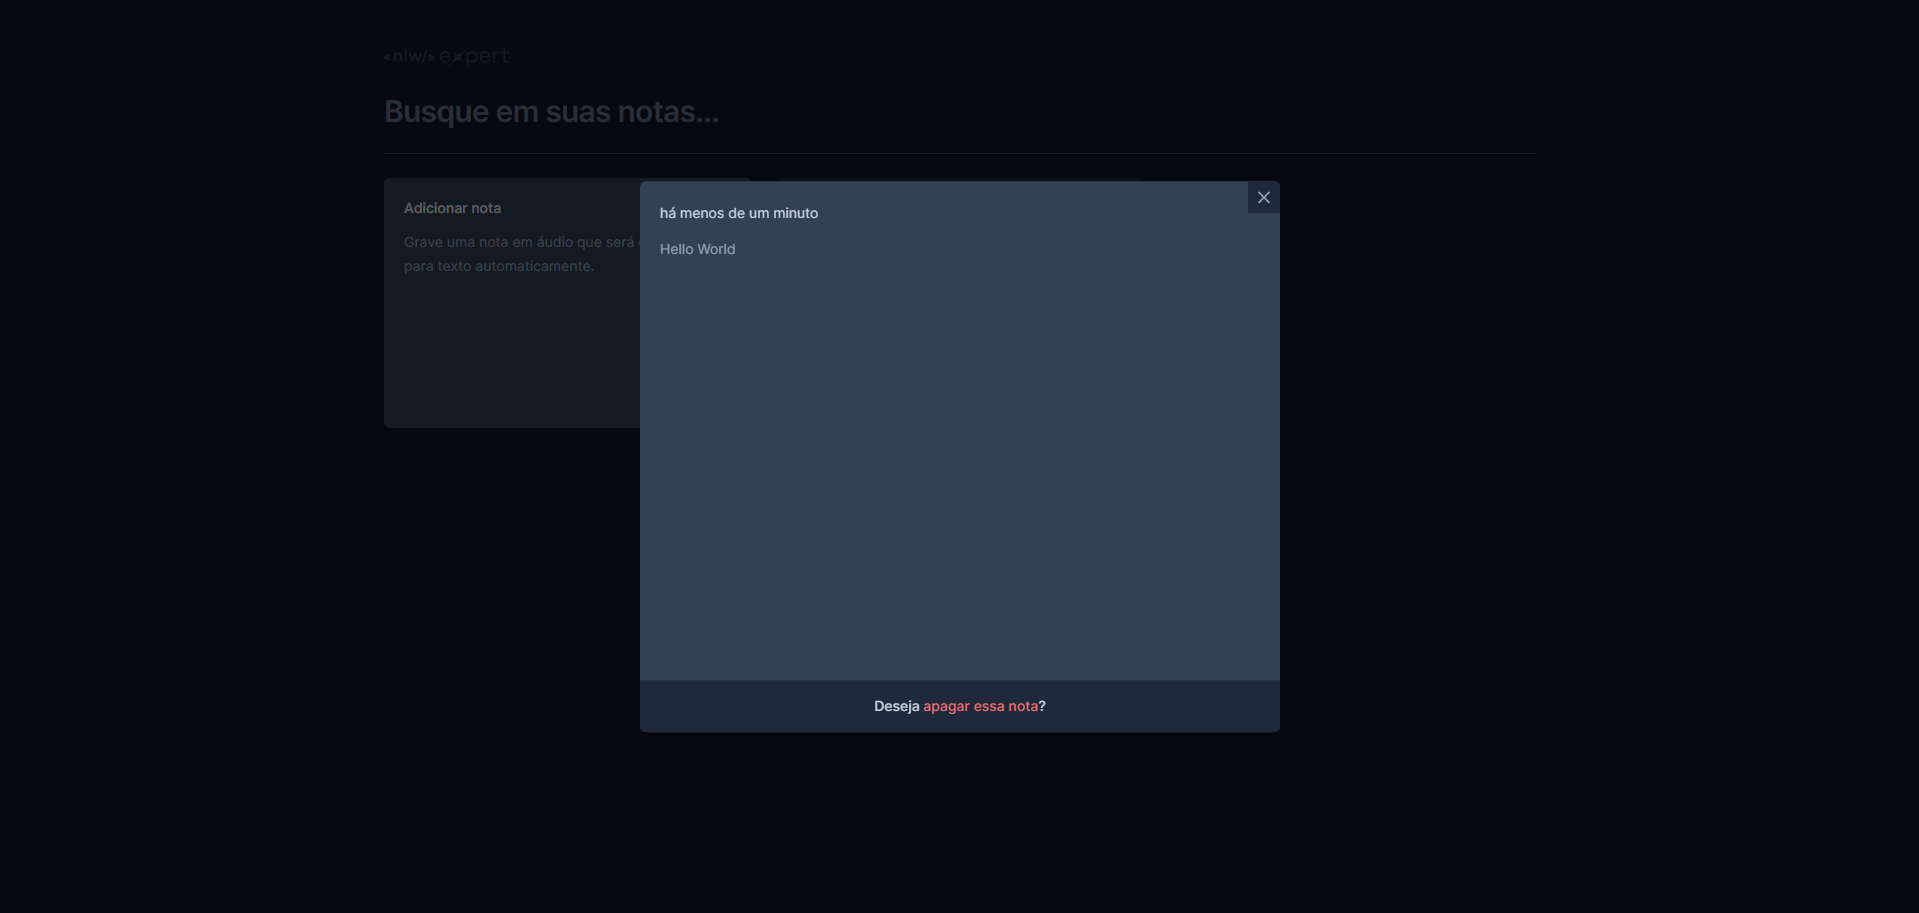 <nlw/> expert
Busque em suas notas...
Adicionar nota
Grave uma nota em áudio que será
para texto automaticamente.
há menos de um minuto
Hello World
Deseja apagar essa nota?